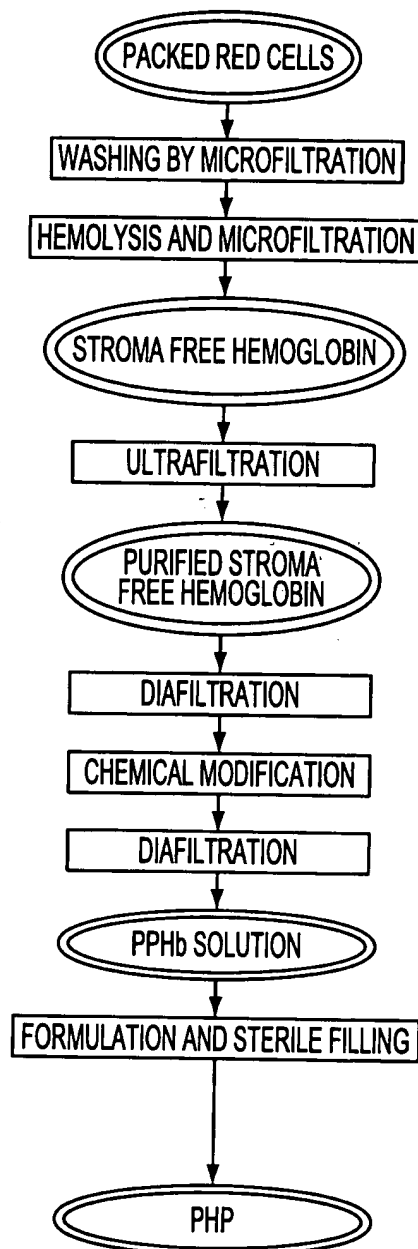 PACKED RED CELLS
WASHING BY MICROFILTRATION
HEMOLYSIS AND MICROFILTRATION
STROMA FREE HEMOGLOBIN
ULTRAFILTRATION
PURIFIED STROMA
FREE HEMOGLOBIN
DIAFILTRATION
CHEMICAL MODIFICATION
DIAFILTRATION
PPHb SOLUTION
FORMULATION AND STERILE FILLING
PHP